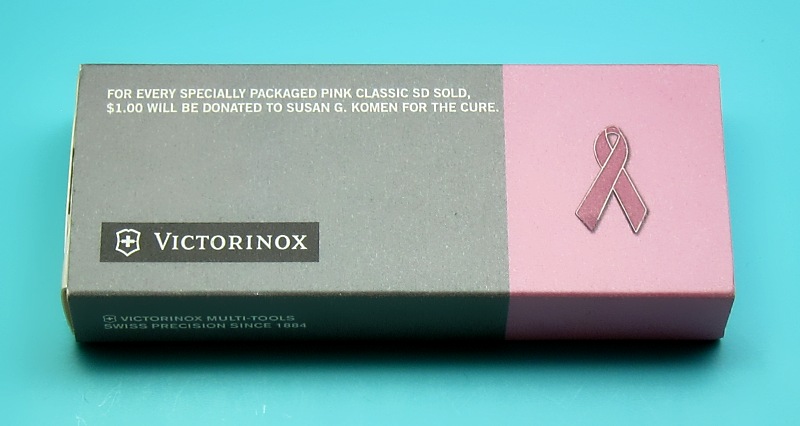 FOR EVERY SPECIALLY PACKAGED PINK CLASSIC SD SOLD,
$1.00 WILL BE DONATED TO SUSAN G. KOMEN FOR THE CURE.
VICTORINOX
VICTORINOX MULTI-TOOLS
SWISS PRECISION SINCE 1884